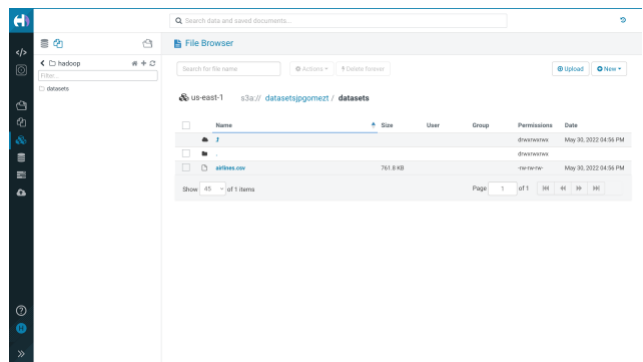 Search data and saved documents...
File Browser
hadoop
Filter...
datasets
Search for file name
Actions
Delete forever
Upload
New
us-east-1 s3a:// datasetsjpgomezt / datasets
Name Size User Group Permissions Date
drwxrwxrwx May 30, 2022 04:56 PM
. drwxrwxrwx
airlines.csv 761.8 KB -rw-rw-rw- May 30, 2022 04:56 PM
Show 45 of 1 items Page 1 of 1